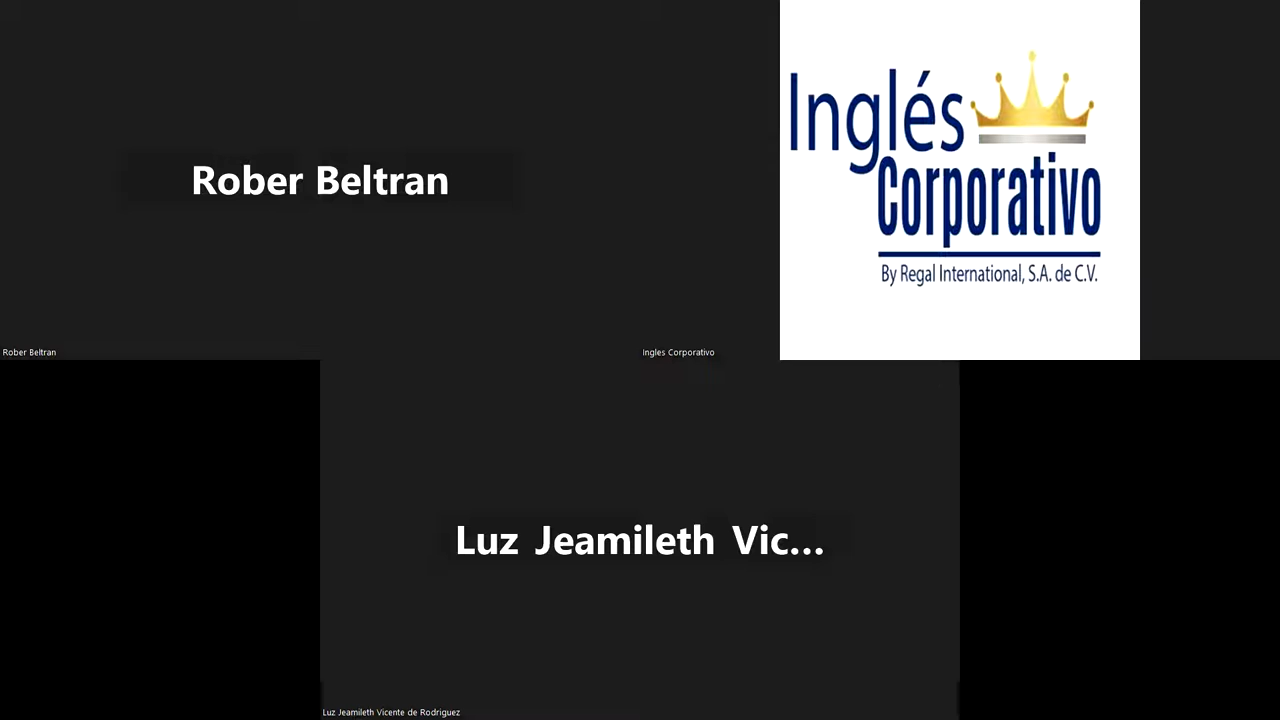 Rober Beltran
Rober Beltran
Inglés
Corporativo
By Regal International, S.A. de C.V.
Ingles Corporativo
Luz Jeamileth Vic...
Luz Jeamileth Vicente de Rodriguez